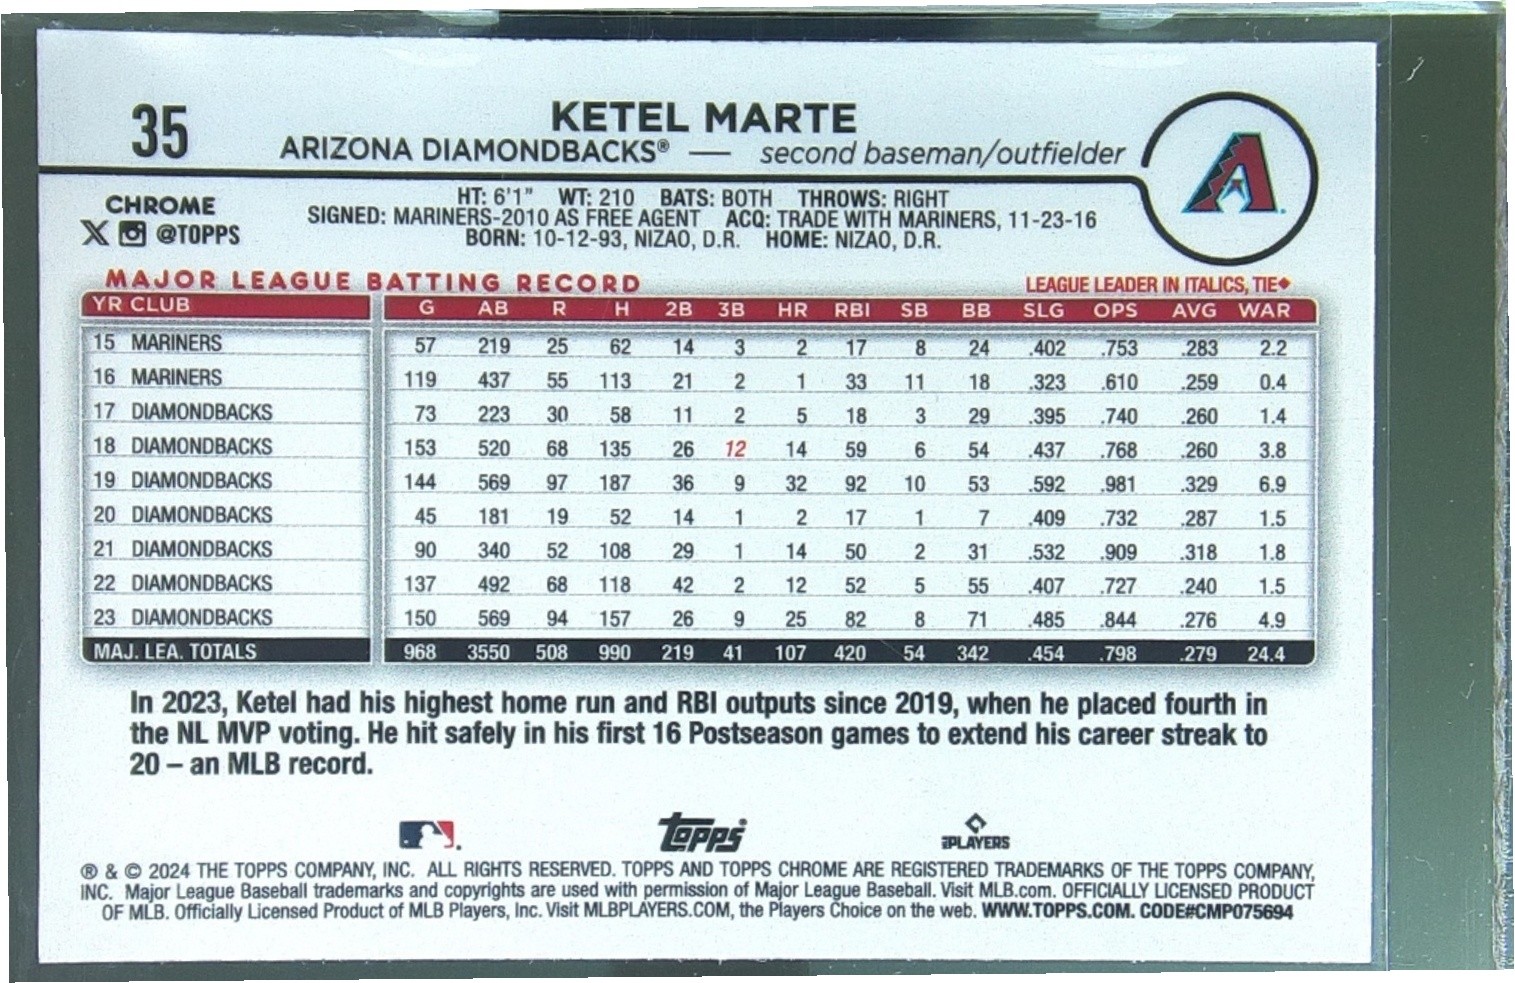 35
KETEL MARTE
ARIZONA DIAMONDBACKS® — second baseman/outfielder
CHROME
@TOPPS
HT: 6'1" WT: 210 BATS: BOTH THROWS: RIGHT
SIGNED: MARINERS-2010 AS FREE AGENT ACQ: TRADE WITH MARINERS, 11-23-16
BORN: 10-12-93, NIZAO, D.R. HOME: NIZAO, D.R.
MAJOR LEAGUE BATTING RECORD LEAGUE LEADER IN ITALICS, TIE◆
YR CLUB G AB R H 2B 3B HR RBI SB BB SLG OPS AVG WAR
15 MARINERS 57 219 25 62 14 3 2 17 8 24 .402 .753 .283 2.2
16 MARINERS 119 437 55 113 21 2 1 33 11 18 .323 .610 .259 0.4
17 DIAMONDBACKS 73 223 30 58 11 2 5 18 3 29 .395 .740 .260 1.4
18 DIAMONDBACKS 153 520 68 135 26 12 14 59 6 54 .437 .768 .260 3.8
19 DIAMONDBACKS 144 569 97 187 36 9 32 92 10 53 .592 .981 .329 6.9
20 DIAMONDBACKS 45 181 19 52 14 1 2 17 1 7 .409 .732 .287 1.5
21 DIAMONDBACKS 90 340 52 108 29 1 14 50 2 31 .532 .909 .318 1.8
22 DIAMONDBACKS 137 492 68 118 42 2 12 52 5 55 .407 .727 .240 1.5
23 DIAMONDBACKS 150 569 94 157 26 9 25 82 8 71 .485 .844 .276 4.9
MAJ. LEA. TOTALS 968 3550 508 990 219 41 107 420 54 342 .454 .798 .279 24.4
In 2023, Ketel had his highest home run and RBI outputs since 2019, when he placed fourth in
the NL MVP voting. He hit safely in his first 16 Postseason games to extend his career streak to
20 – an MLB record.
Topps
PLAYERS
® & © 2024 THE TOPPS COMPANY, INC. ALL RIGHTS RESERVED. TOPPS AND TOPPS CHROME ARE REGISTERED TRADEMARKS OF THE TOPPS COMPANY,
INC. Major League Baseball trademarks and copyrights are used with permission of Major League Baseball. Visit MLB.com. OFFICIALLY LICENSED PRODUCT
OF MLB. Officially Licensed Product of MLB Players, Inc. Visit MLBPLAYERS.COM, the Players Choice on the web. WWW.TOPPS.COM. CODE#CMP075694